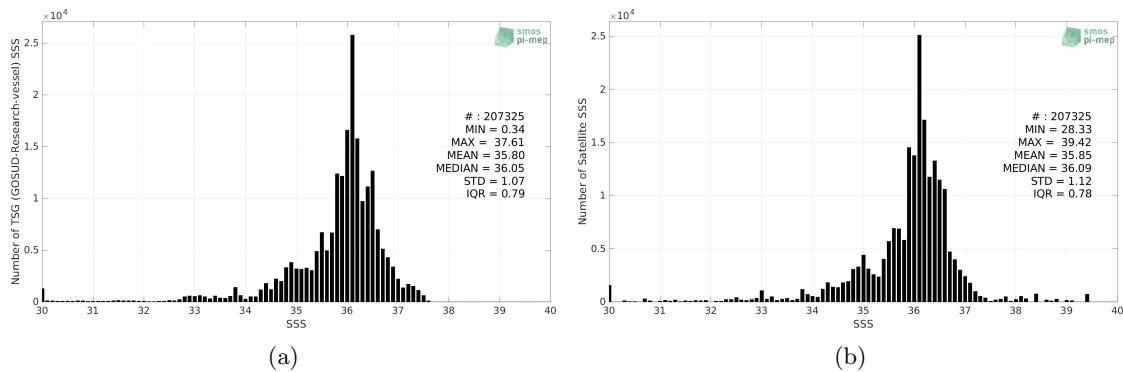 ×10⁴
smos
pi-mep
2.5
2
1.5
1
0.5
0
Number of TSG (GOSUD-Research-vessel) SSS
# : 207325
MIN = 0.34
MAX = 37.61
MEAN = 35.80
MEDIAN = 36.05
STD = 1.07
IQR = 0.79
30 31 32 33 34 35 36 37 38 39 40
SSS
(a)
×10⁴
smos
pi-mep
2.5
2
1.5
1
0.5
0
Number of Satellite SSS
# : 207325
MIN = 28.33
MAX = 39.42
MEAN = 35.85
MEDIAN = 36.09
STD = 1.12
IQR = 0.78
30 31 32 33 34 35 36 37 38 39 40
SSS
(b)